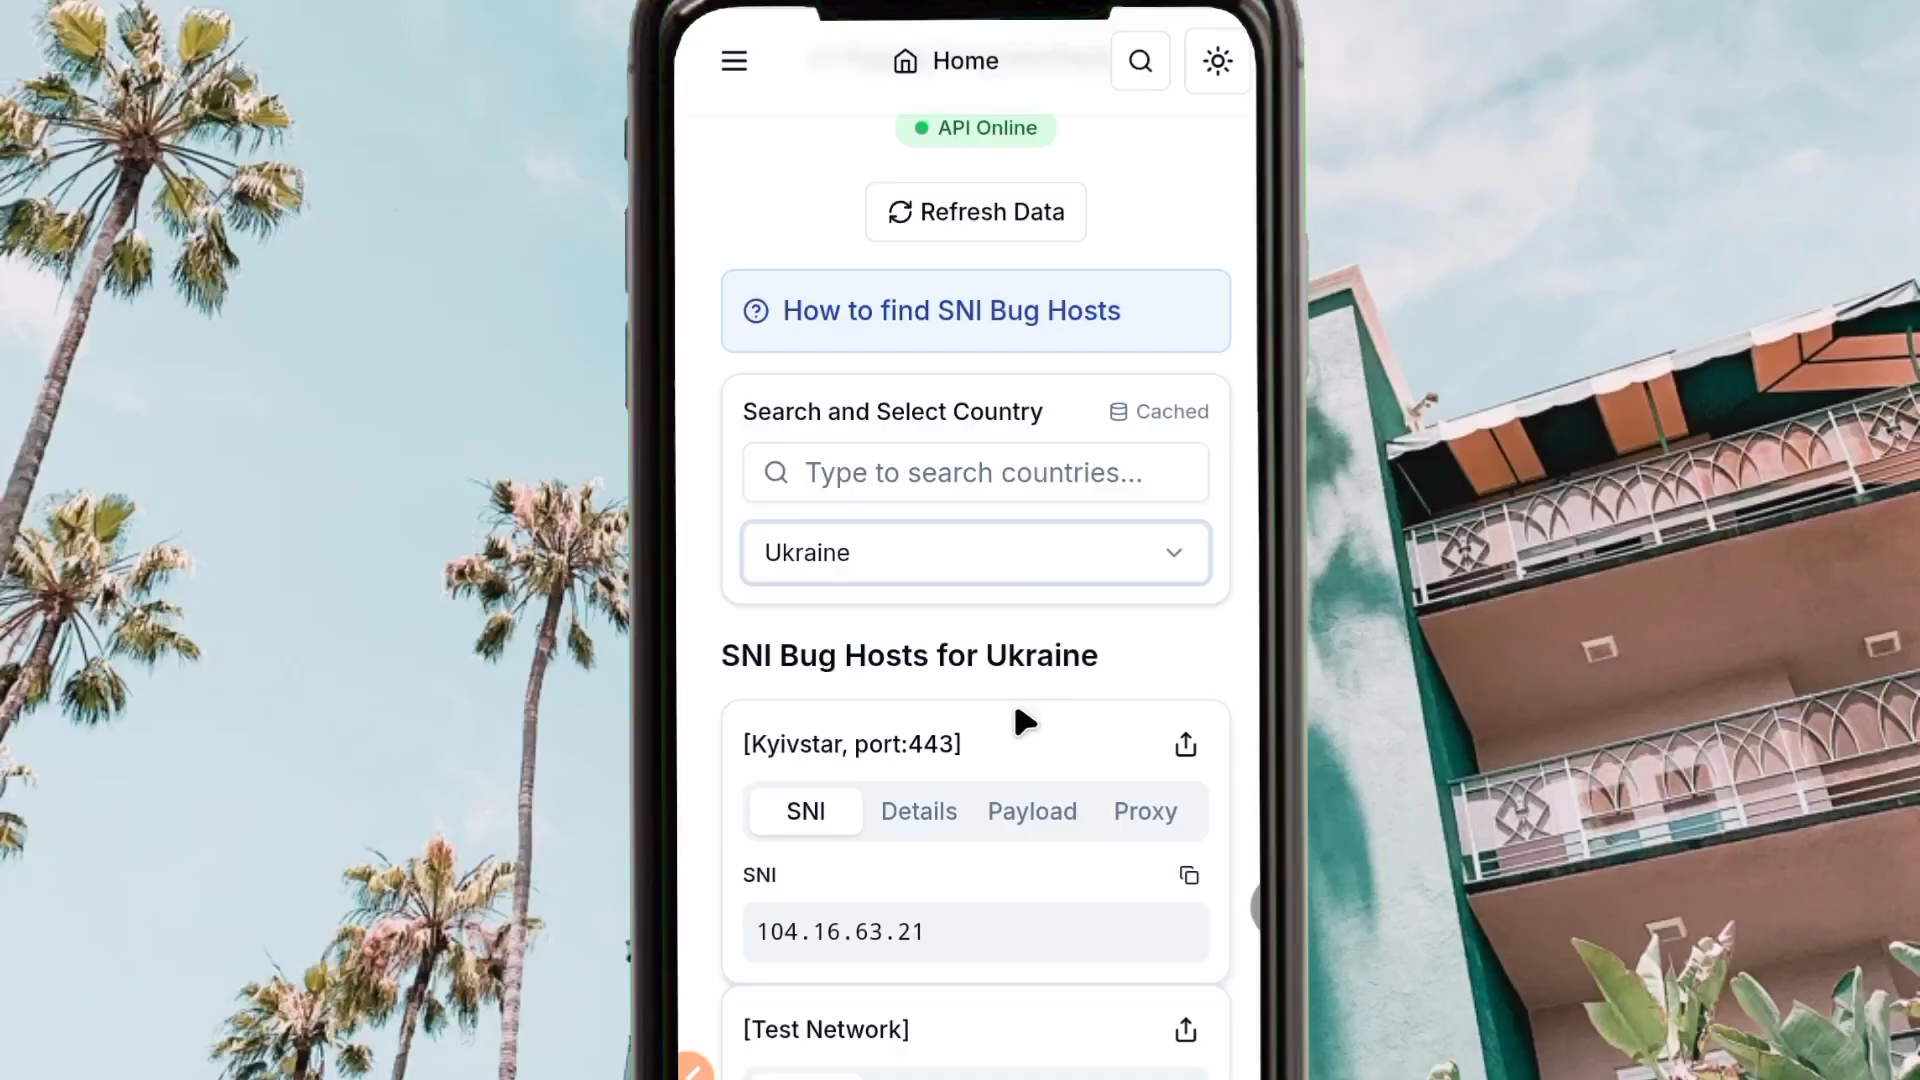 Home
API Online
Refresh Data
How to find SNI Bug Hosts
Search and Select Country Cached
Type to search countries...
Ukraine
SNI Bug Hosts for Ukraine
[Kyivstar, port:443]
SNI Details Payload Proxy
SNI
104.16.63.21
[Test Network]